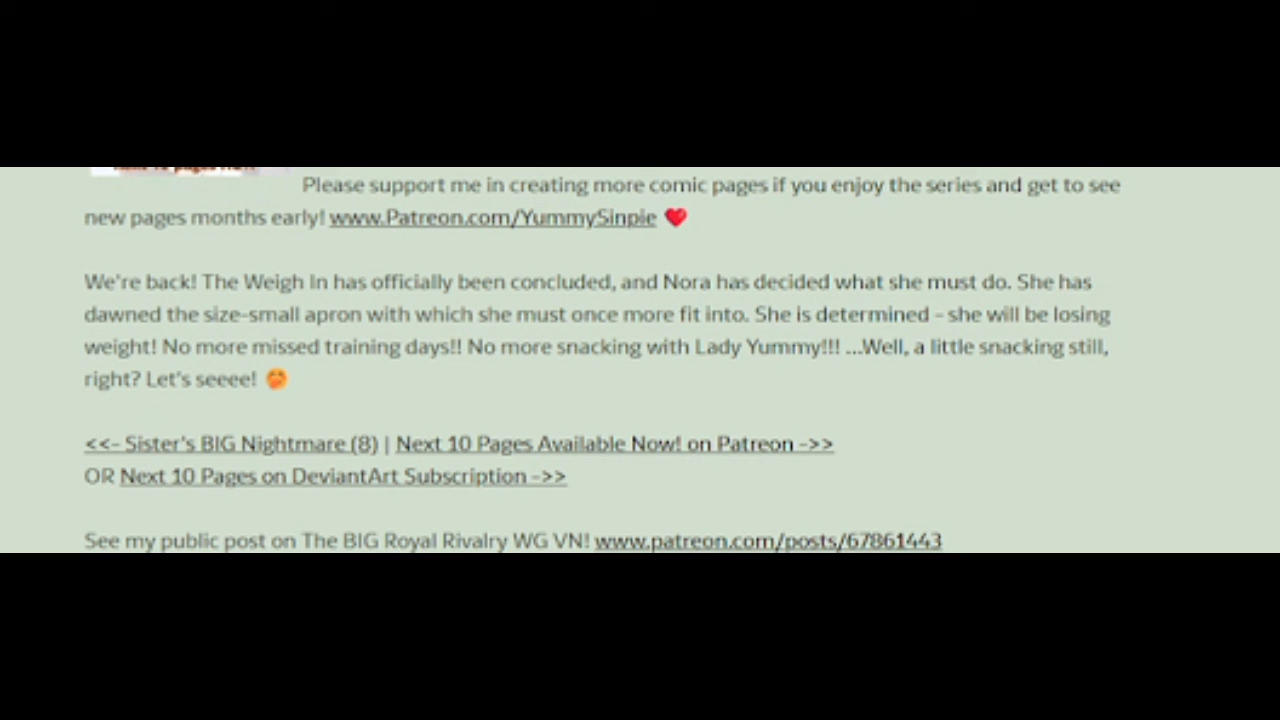 Please support me in creating more comic pages if you enjoy the series and get to see
new pages months early! www.Patreon.com/YummySinpie ❤️
We're back! The Weigh In has officially been concluded, and Nora has decided what she must do. She has
dawned the size-small apron with which she must once more fit into. She is determined - she will be losing
weight! No more missed training days!! No more snacking with Lady Yummy!!! ...Well, a little snacking still,
right? Let's seeee! 🤭
<<- Sister's BIG Nightmare (8) | Next 10 Pages Available Now! on Patreon ->>
OR Next 10 Pages on DeviantArt Subscription ->>
See my public post on The BIG Royal Rivalry WG VN! www.patreon.com/posts/67861443